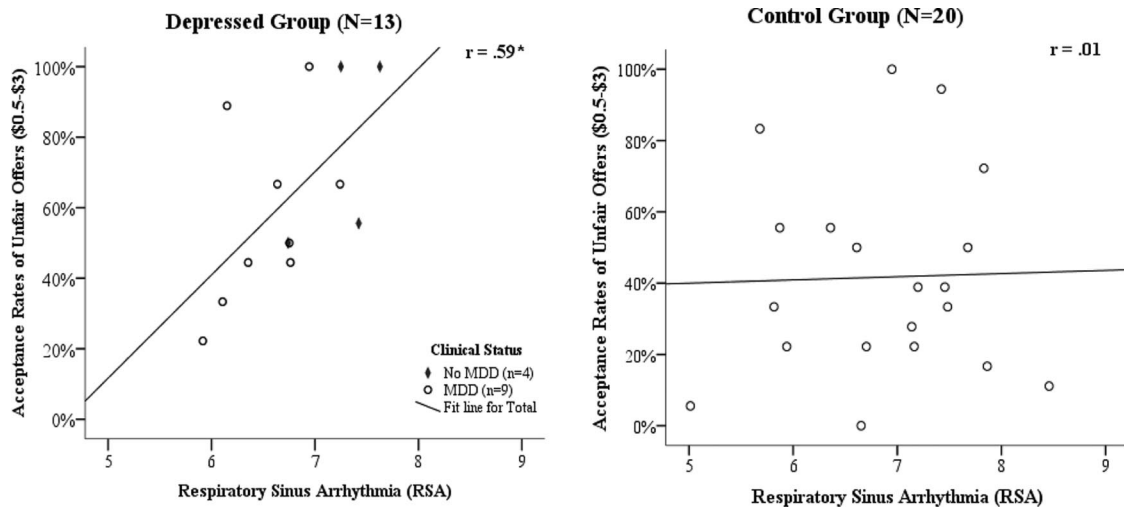 Depressed Group (N=13)
r = .59*
Acceptance Rates of Unfair Offers ($0.5-$3)
100%
80%
60%
40%
20%
0%
Clinical Status
No MDD (n=4)
MDD (n=9)
Fit line for Total
5 6 7 8 9
Respiratory Sinus Arrhythmia (RSA)
Control Group (N=20)
r = .01
Acceptance Rates of Unfair Offers ($0.5-$3)
100%
80%
60%
40%
20%
0%
5 6 7 8 9
Respiratory Sinus Arrhythmia (RSA)